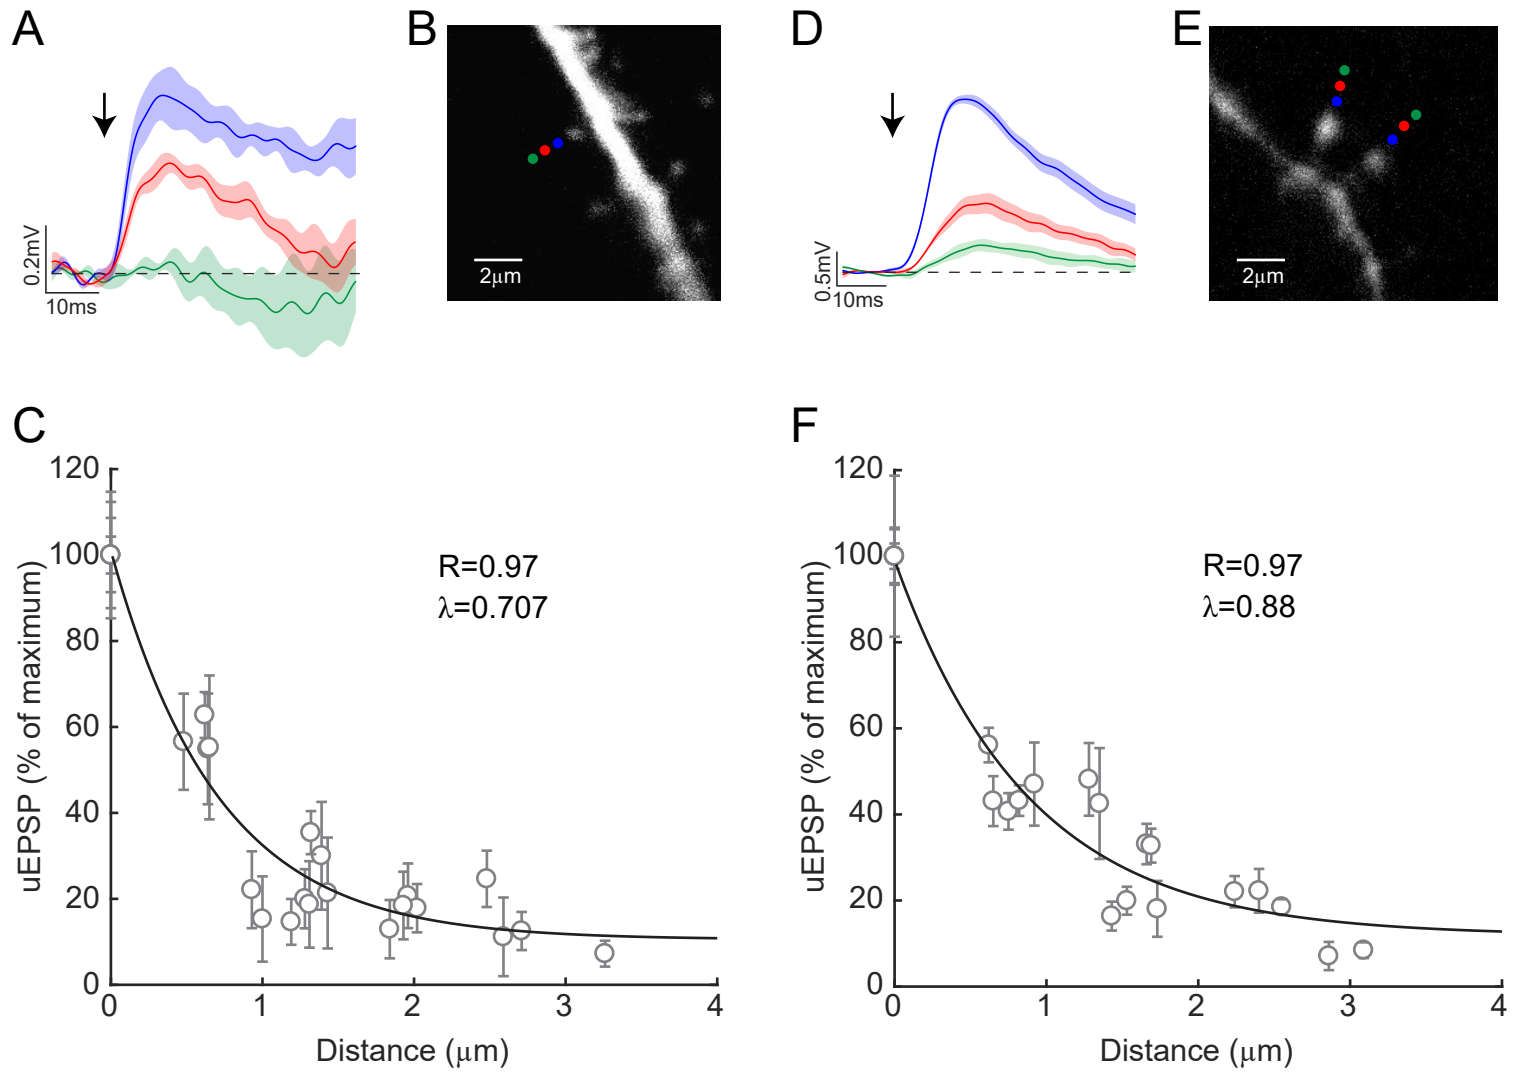 A
B
D
E
0.2mV
10ms
2μm
0.5mV
10ms
2μm
C
F
120
100
80
60
40
20
0
uEPSP (% of maximum)
R=0.97
λ=0.707
0
1
2
3
4
Distance (μm)
120
100
80
60
40
20
0
uEPSP (% of maximum)
R=0.97
λ=0.88
0
1
2
3
4
Distance (μm)